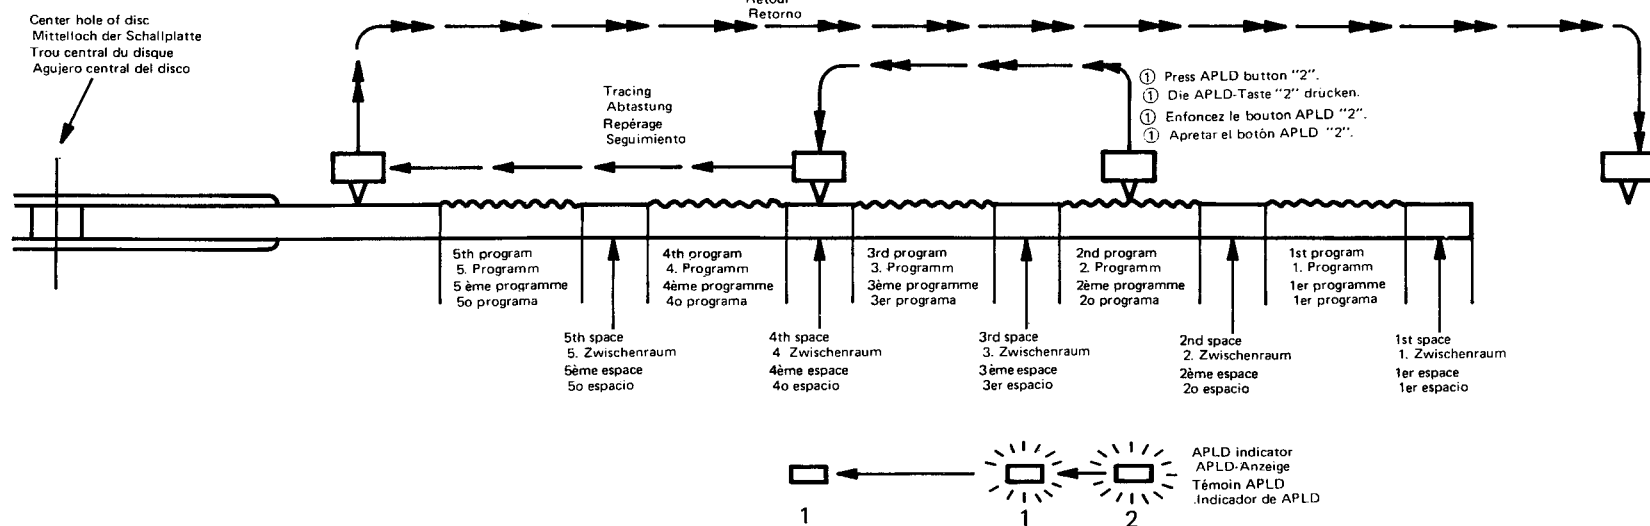 Retour
Retorno
Center hole of disc
Mittelloch der Schallplatte
Trou central du disque
Agujero central del disco
Tracing
Abtastung
Repérage
Seguimiento
① Press APLD button "2".
① Die APLD-Taste "2" drücken.
① Enfoncez le bouton APLD "2".
① Apretar el botón APLD "2".
5th program
5. Programm
5 ème programme
5o programa
4th program
4. Programm
4ème programme
4o programa
3rd program
3. Programm
3ème programme
3er programa
2nd program
2. Programm
2ème programme
2o programa
1st program
1. Programm
1er programme
1er programa
5th space
5. Zwischenraum
5ème espace
5o espacio
4th space
4 Zwischenraum
4ème espace
4o espacio
3rd space
3. Zwischenraum
3ème espace
3er espacio
2nd space
2. Zwischenraum
2ème espace
2o espacio
1st space
1. Zwischenraum
1er espace
1er espacio
APLD indicator
APLD-Anzeige
Témoin APLD
Indicador de APLD
1 1 2